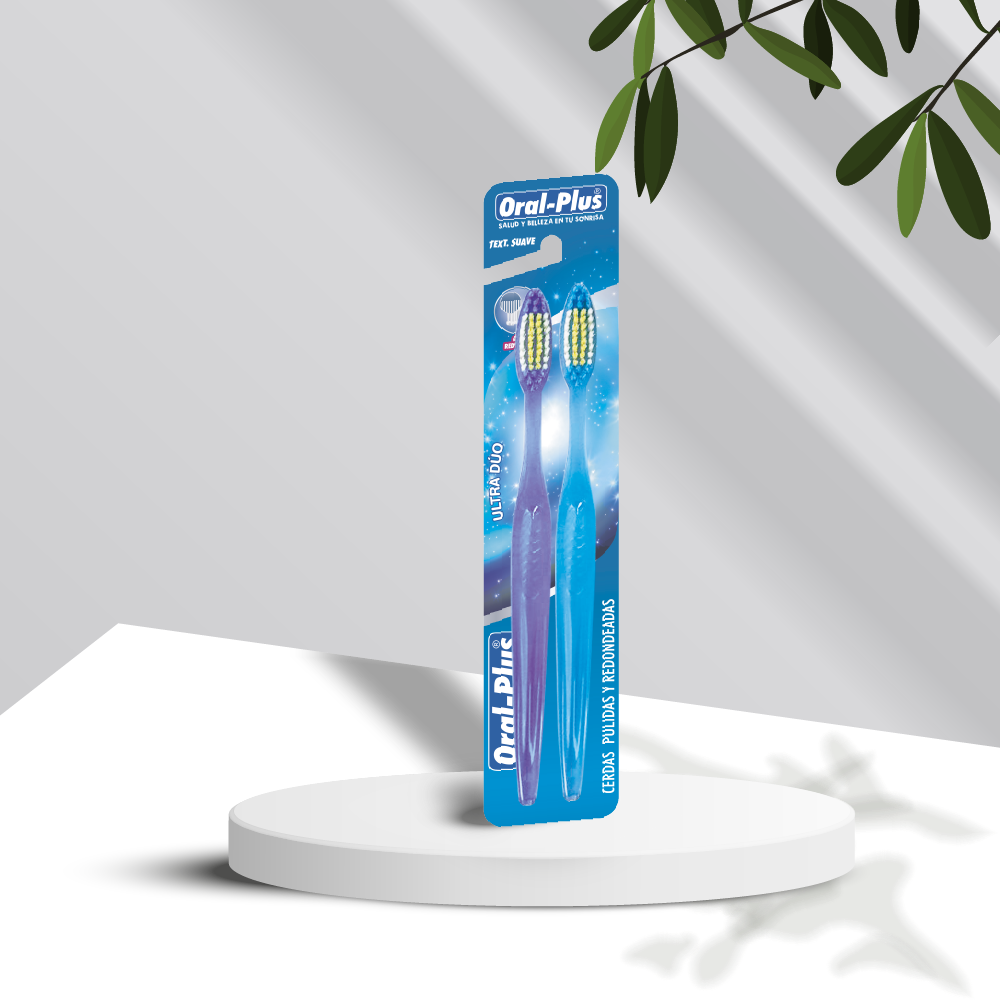 Oral-Plus®
SALUD Y BELLEZA EN TU SONRISA
TEXT. SUAVE
ULTRA DÚO
Oral-Plus®
CERDAS PULIDAS Y REDONDEADAS